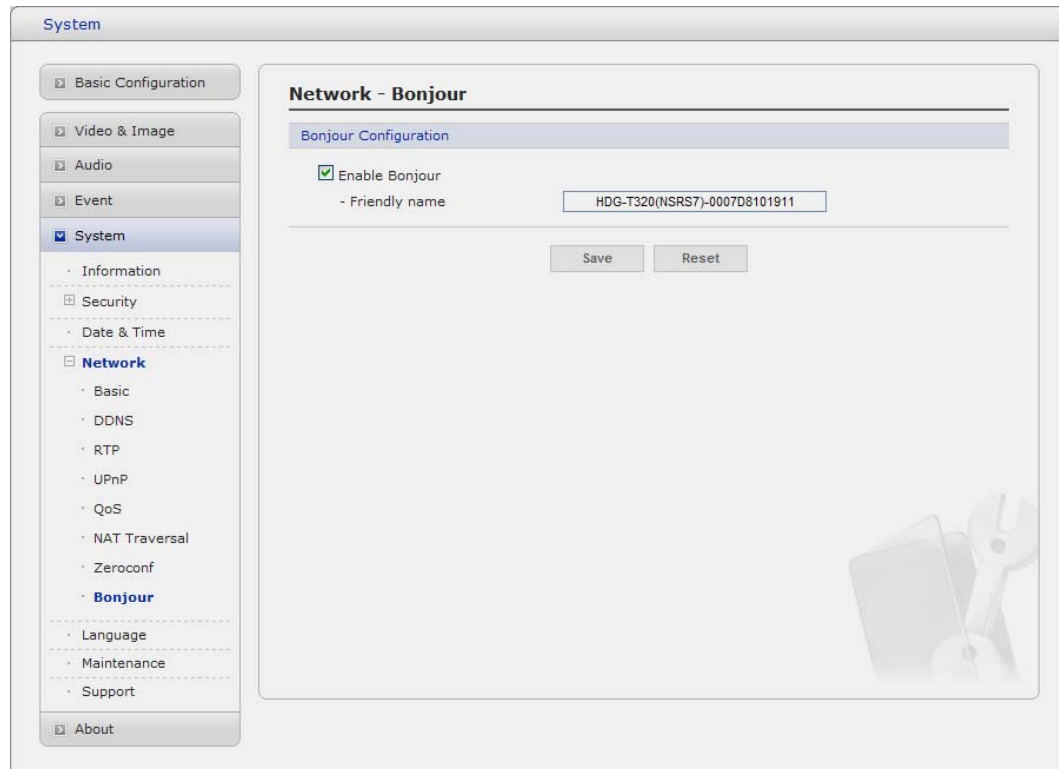 System
Basic Configuration
Video & Image
Audio
Event
System
Information
Security
Date & Time
Network
Basic
DDNS
RTP
UPnP
QoS
NAT Traversal
Zeroconf
Bonjour
Language
Maintenance
Support
About
Network - Bonjour
Bonjour Configuration
Enable Bonjour
- Friendly name HDG-T320(NSRS7)-0007D8101911
Save Reset